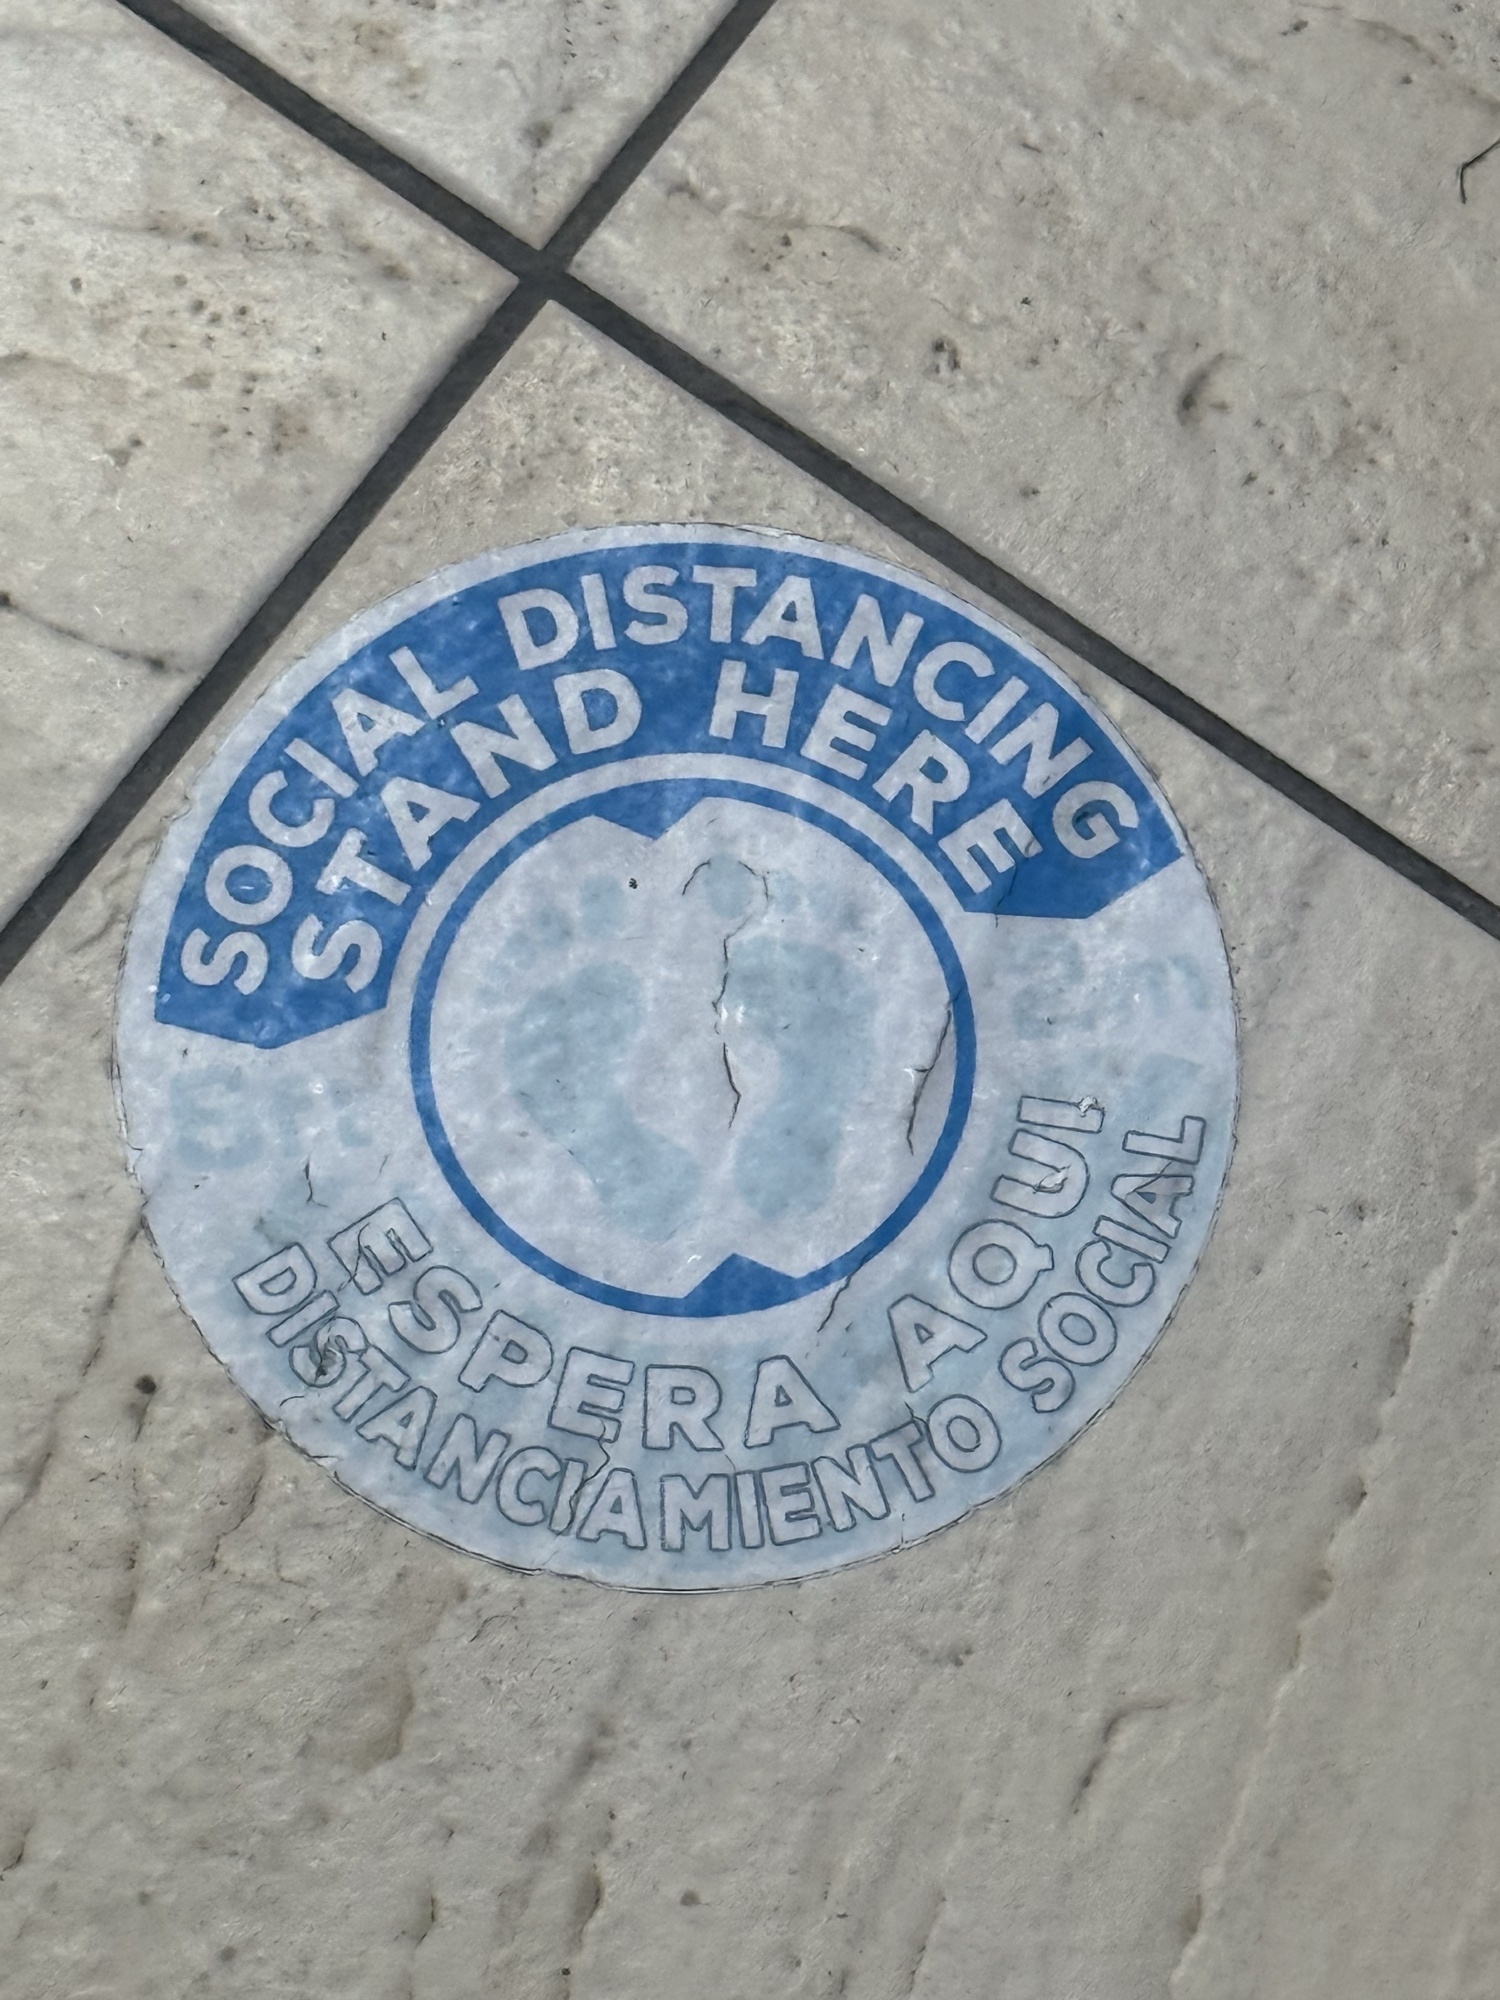 SOCIAL DISTANCING
STAND HERE
ESPERA AQUI
DISTANCIAMIENTO SOCIAL